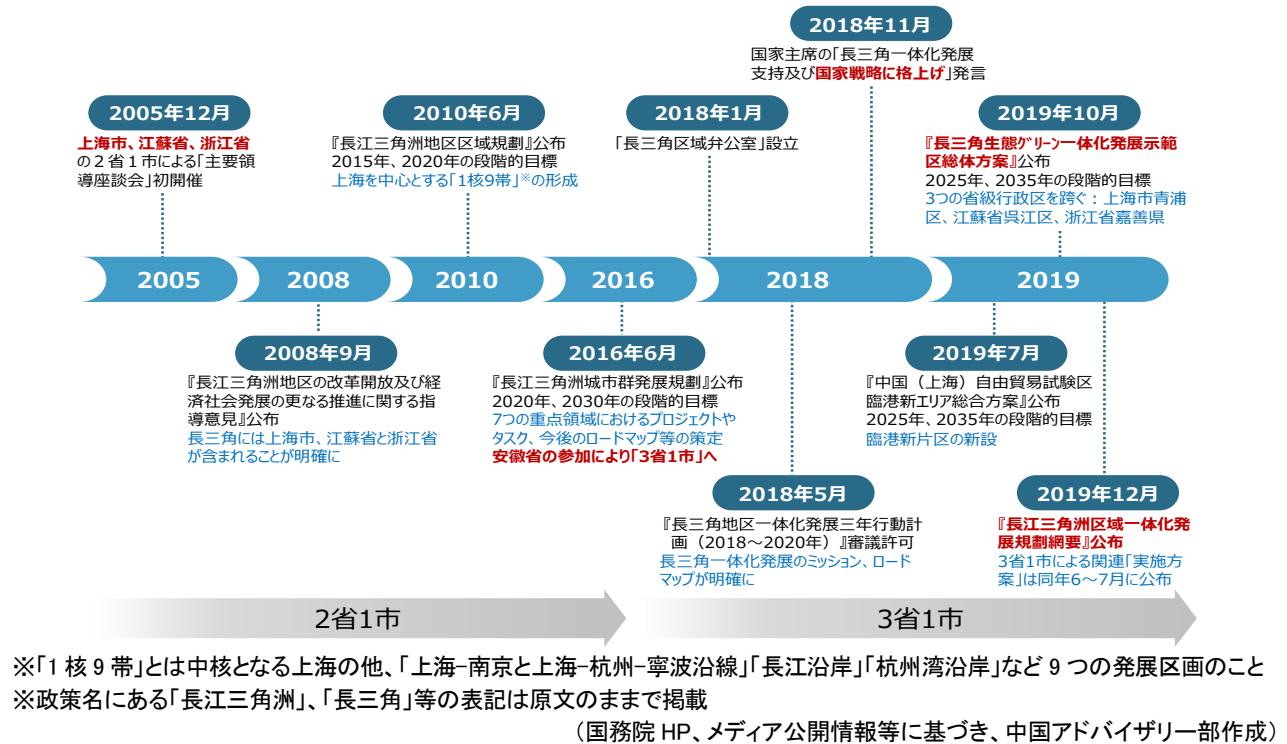 2018年11月
国家主席の「長三角一体化発展
支持及び国家戦略に格上げ」発言
2005年12月
上海市、江蘇省、浙江省
の２省１市による「主要領
導座談会」初開催
2010年6月
『長江三角洲地区区域規劃』公布
2015年、2020年の段階的目標
上海を中心とする「1核9帯」※の形成
2018年1月
「長三角区域弁公室」設立
2019年10月
『長三角生態ｸﾞﾘｰﾝ一体化発展示範
区総体方案』公布
2025年、2035年の段階的目標
3つの省級行政区を跨ぐ：上海市青浦
区、江蘇省呉江区、浙江省嘉善県
2005
2008
2010
2016
2018
2019
2008年9月
『長江三角洲地区の改革開放及び経
済社会発展の更なる推進に関する指
導意見』公布
長三角には上海市、江蘇省と浙江省
が含まれることが明確に
2016年6月
『長江三角洲城市群発展規劃』公布
2020年、2030年の段階的目標
7つの重点領域におけるプロジェクトや
タスク、今後のロードマップ等の策定
安徽省の参加により「3省1市」へ
2019年7月
『中国（上海）自由貿易試験区
臨港新エリア総合方案』公布
2025年、2035年の段階的目標
臨港新片区の新設
2018年5月
『長三角地区一体化発展三年行動計
画（2018～2020年）』審議許可
長三角一体化発展のミッション、ロード
マップが明確に
2019年12月
『長江三角洲区域一体化発
展規劃綱要』公布
3省1市による関連「実施方
案」は同年6～7月に公布
2省1市
3省1市
※「1 核 9 帯」とは中核となる上海の他、「上海-南京と上海-杭州-寧波沿線」「長江沿岸」「杭州湾沿岸」など 9 つの発展区画のこと
※政策名にある「長江三角洲」、「長三角」等の表記は原文のままで掲載
（国務院 HP、メディア公開情報等に基づき、中国アドバイザリー部作成）